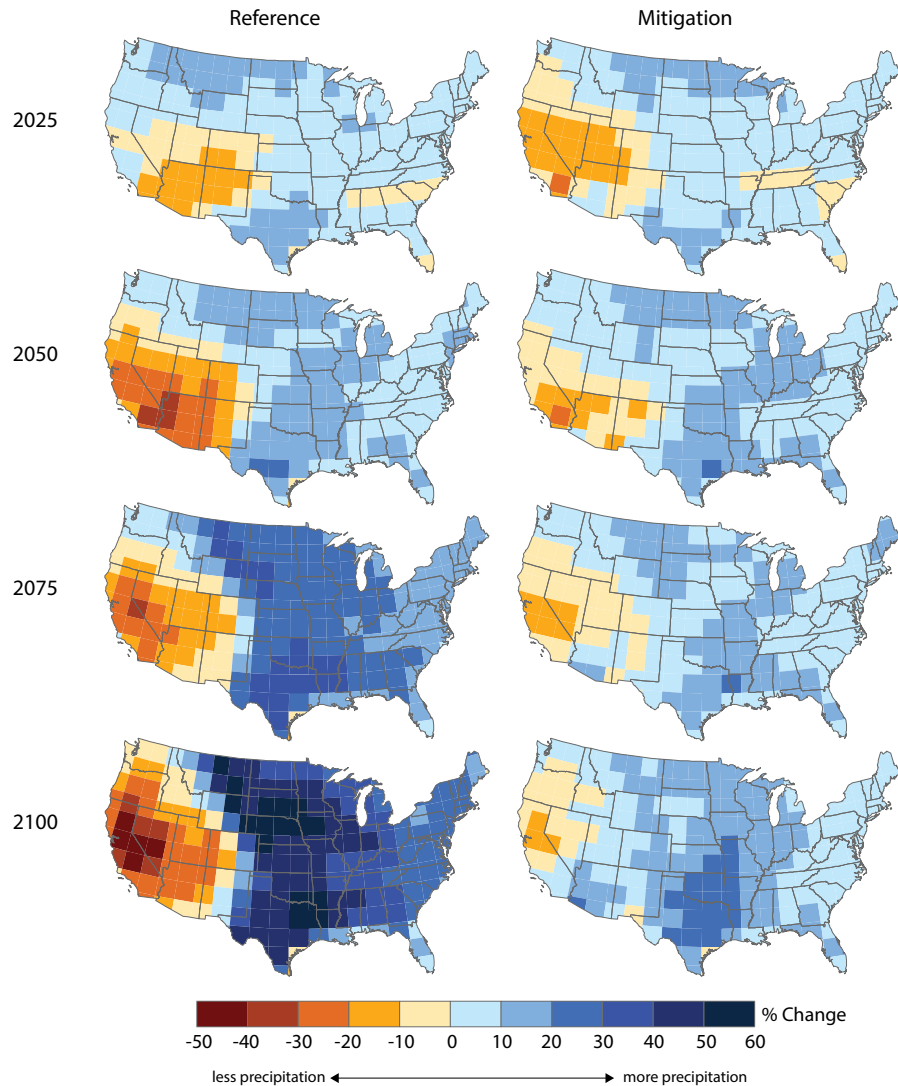 Reference Mitigation
2025
2050
2075
2100
% Change
-50 -40 -30 -20 -10 0 10 20 30 40 50 60
less precipitation more precipitation